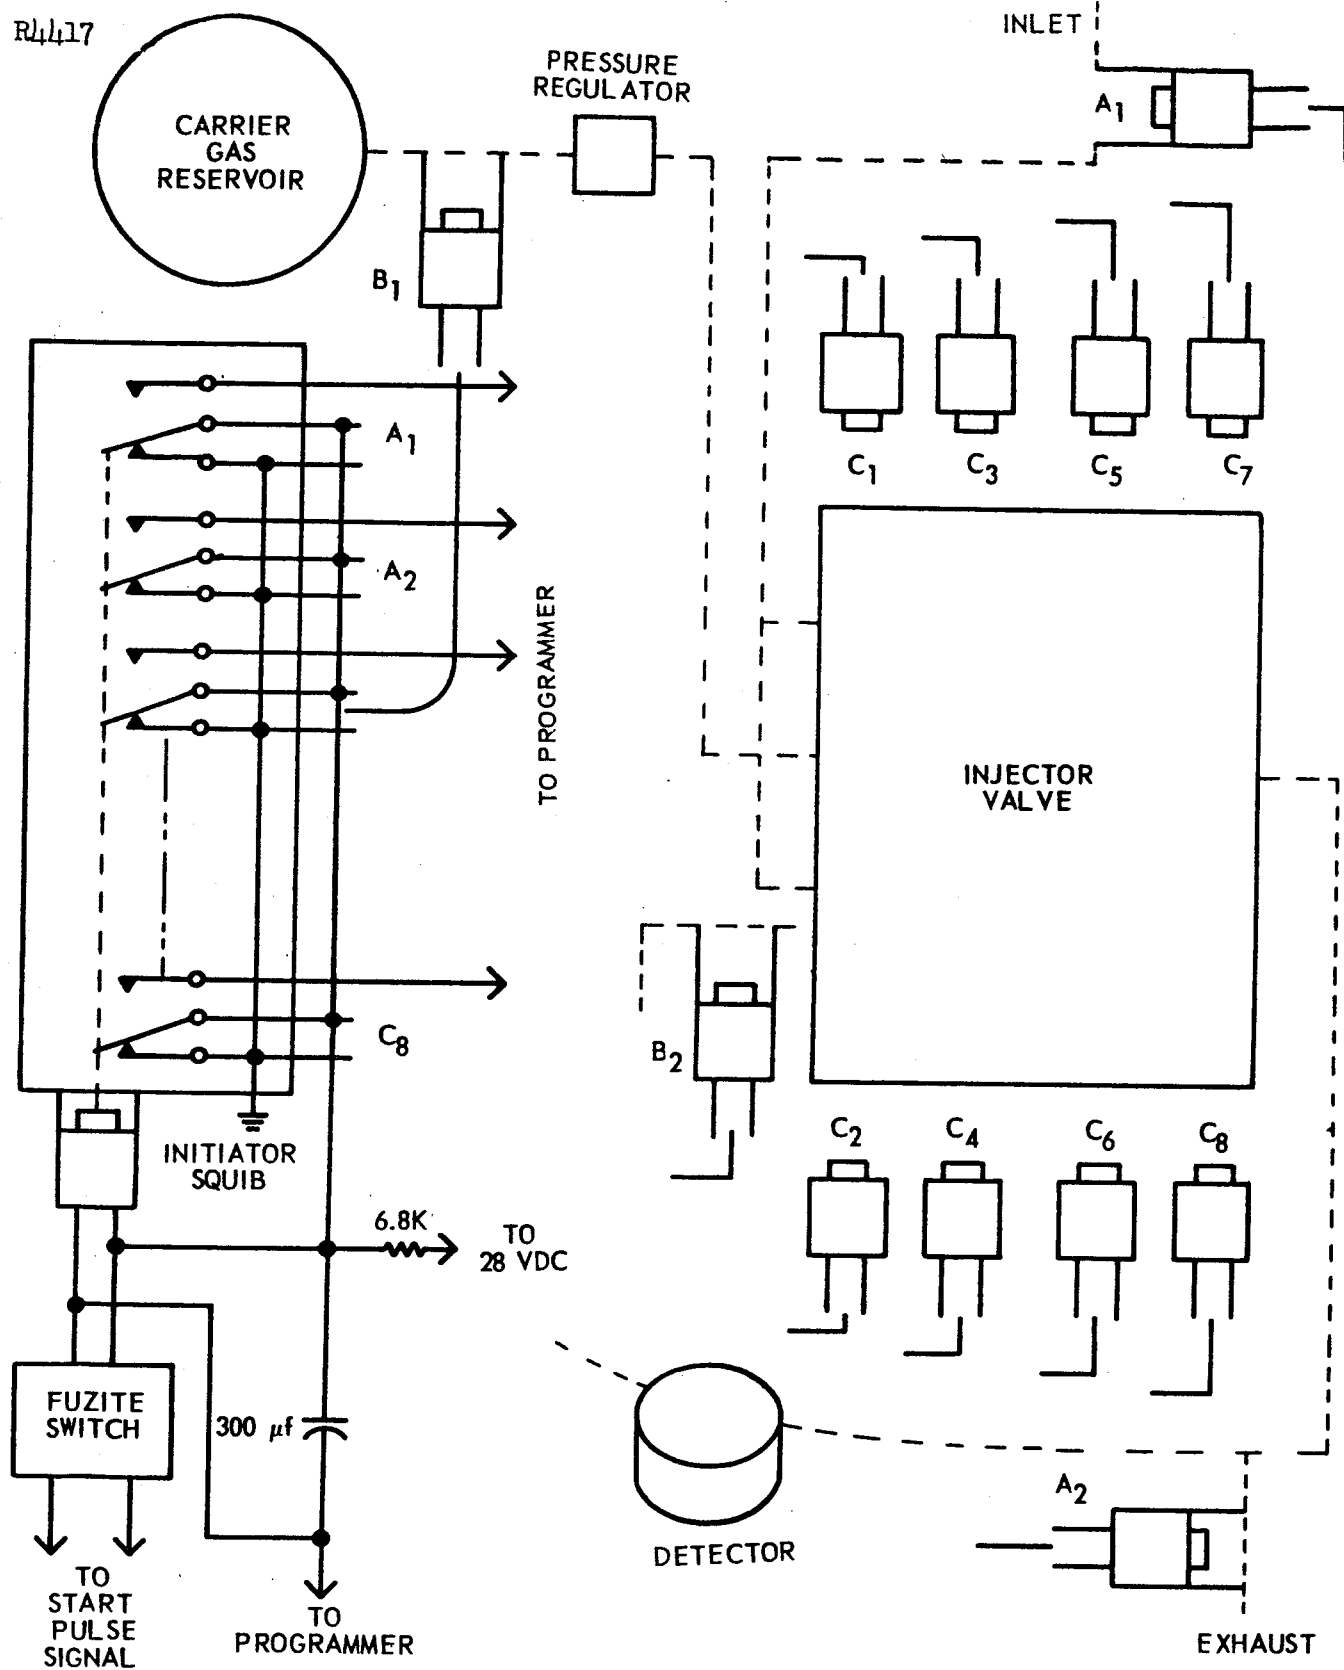 R4417
INLET
PRESSURE
REGULATOR
A1
CARRIER
GAS
RESERVOIR
B1
A1
C1
C3
C5
C7
A2
TO PROGRAMMER
INJECTOR
VALVE
C8
B2
C2
C4
C6
C8
INITIATOR
SQUIB
6.8K
TO
28 VDC
FUZITE
SWITCH
300 μf
A2
DETECTOR
TO
START
PULSE
SIGNAL
TO
PROGRAMMER
EXHAUST